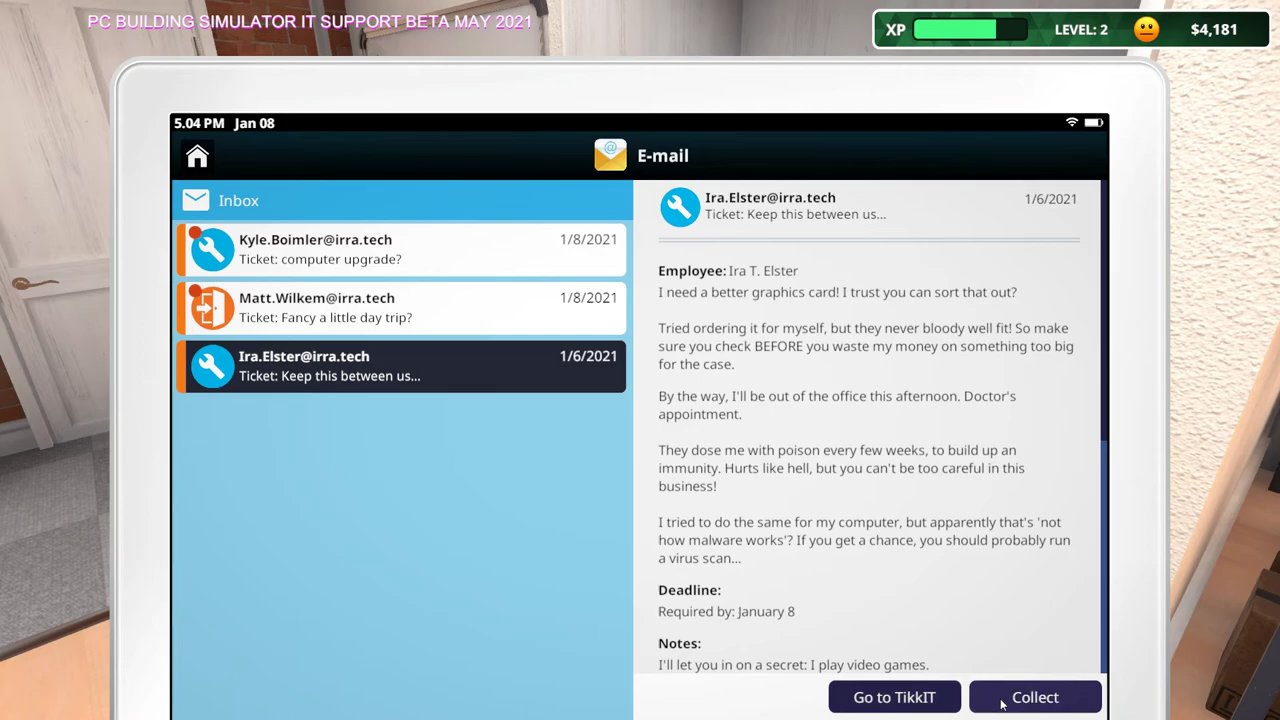 PC BUILDING SIMULATOR IT SUPPORT BETA MAY 2021
XP LEVEL: 2 $4,181
5.04 PM Jan 08
E-mail
Inbox
Kyle.Boimler@irra.tech 1/8/2021
Ticket: computer upgrade?
Matt.Wilkem@irra.tech 1/8/2021
Ticket: Fancy a little day trip?
Ira.Elster@irra.tech 1/6/2021
Ticket: Keep this between us...
Ira.Elster@irra.tech 1/6/2021
Ticket: Keep this between us...
Employee: Ira T. Elster
I need a better graphics card! I trust you can sort that out?
Tried ordering it for myself, but they never bloody well fit! So make
sure you check BEFORE you waste my money on something too big
for the case.
By the way, I'll be out of the office this afternoon. Doctor's
appointment.
They dose me with poison every few weeks, to build up an
immunity. Hurts like hell, but you can't be too careful in this
business!
I tried to do the same for my computer, but apparently that's 'not
how malware works'? If you get a chance, you should probably run
a virus scan...
Deadline:
Required by: January 8
Notes:
I'll let you in on a secret: I play video games.
Go to TikkIT Collect